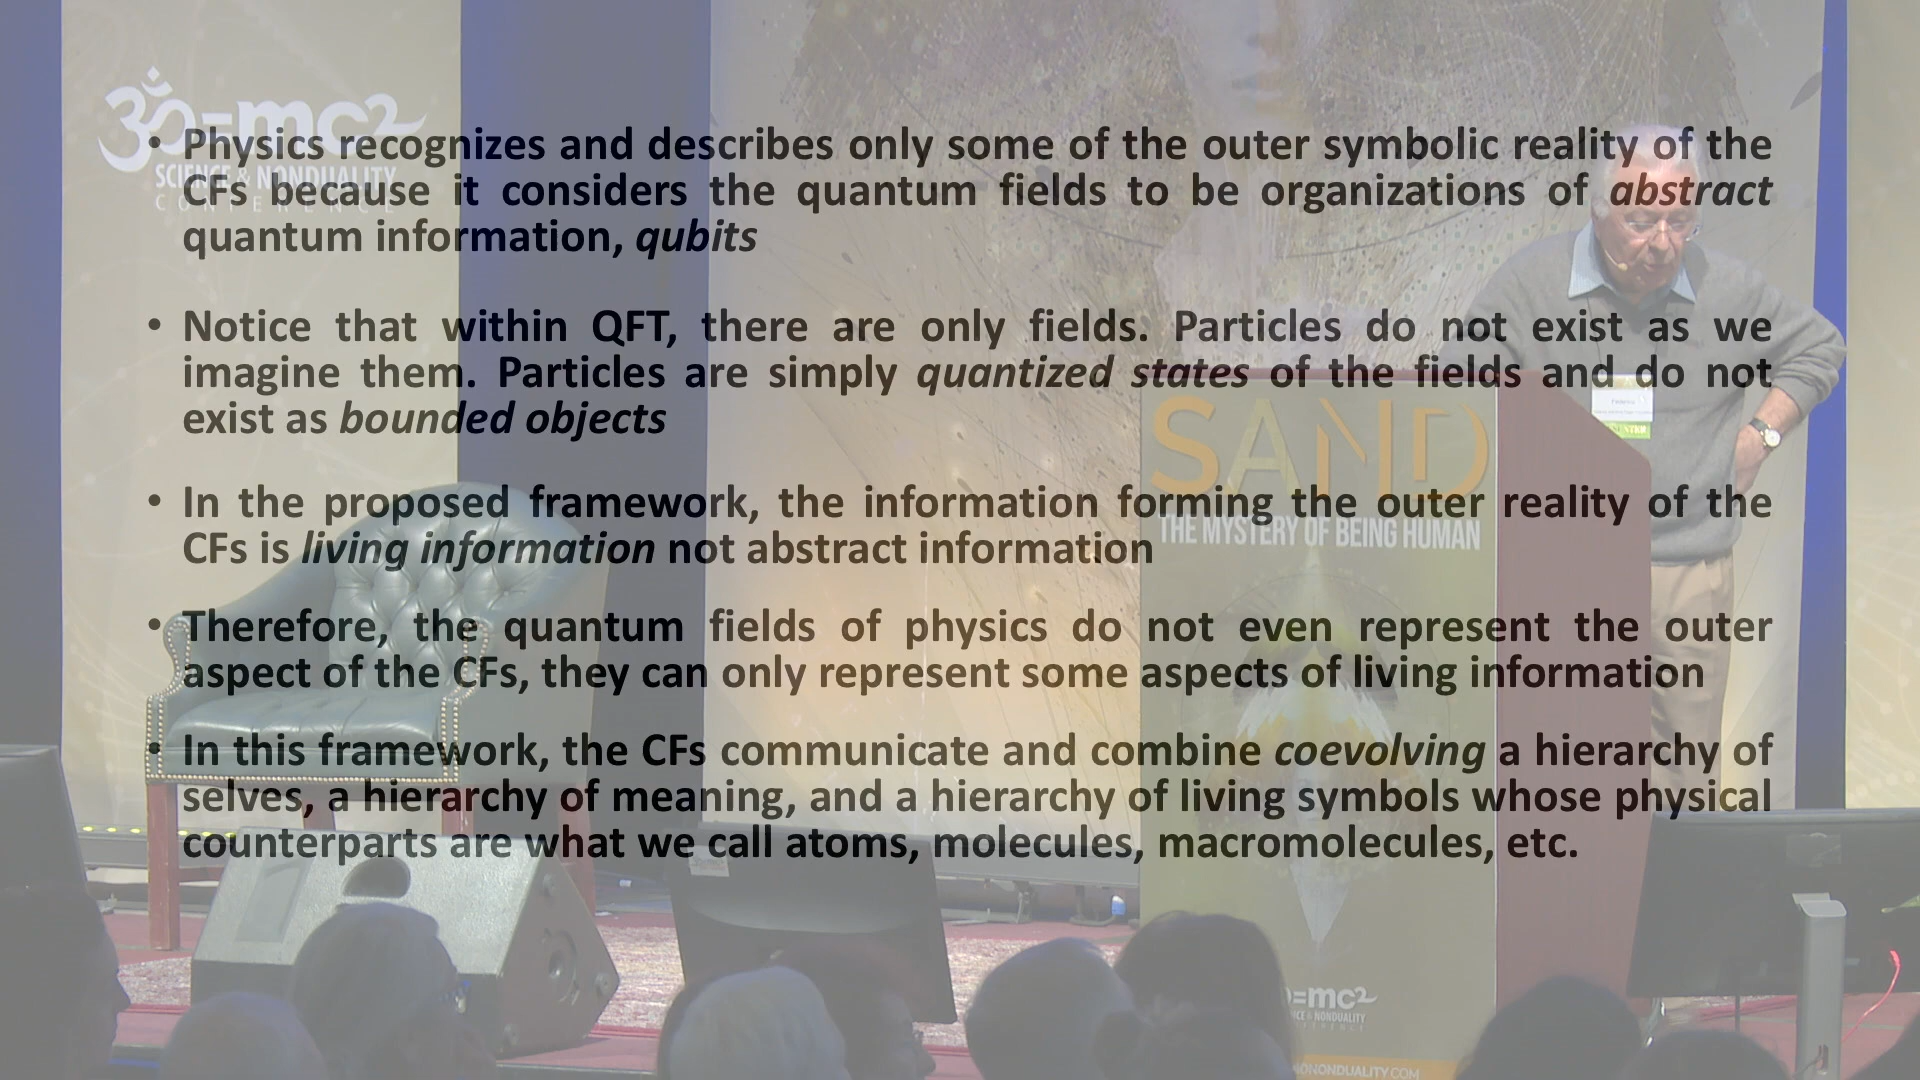 ॐ=mc²
SCIENCE & NONDUALITY
CONFERENCE
• Physics recognizes and describes only some of the outer symbolic reality of the
CFs because it considers the quantum fields to be organizations of abstract
quantum information, qubits
• Notice that within QFT, there are only fields. Particles do not exist as we
imagine them. Particles are simply quantized states of the fields and do not
exist as bounded objects
• In the proposed framework, the information forming the outer reality of the
CFs is living information not abstract information
• Therefore, the quantum fields of physics do not even represent the outer
aspect of the CFs, they can only represent some aspects of living information
• In this framework, the CFs communicate and combine coevolving a hierarchy of
selves, a hierarchy of meaning, and a hierarchy of living symbols whose physical
counterparts are what we call atoms, molecules, macromolecules, etc.
SAND
THE MYSTERY OF BEING HUMAN
=mc²
NONDUALITY
NONDUALITY.COM